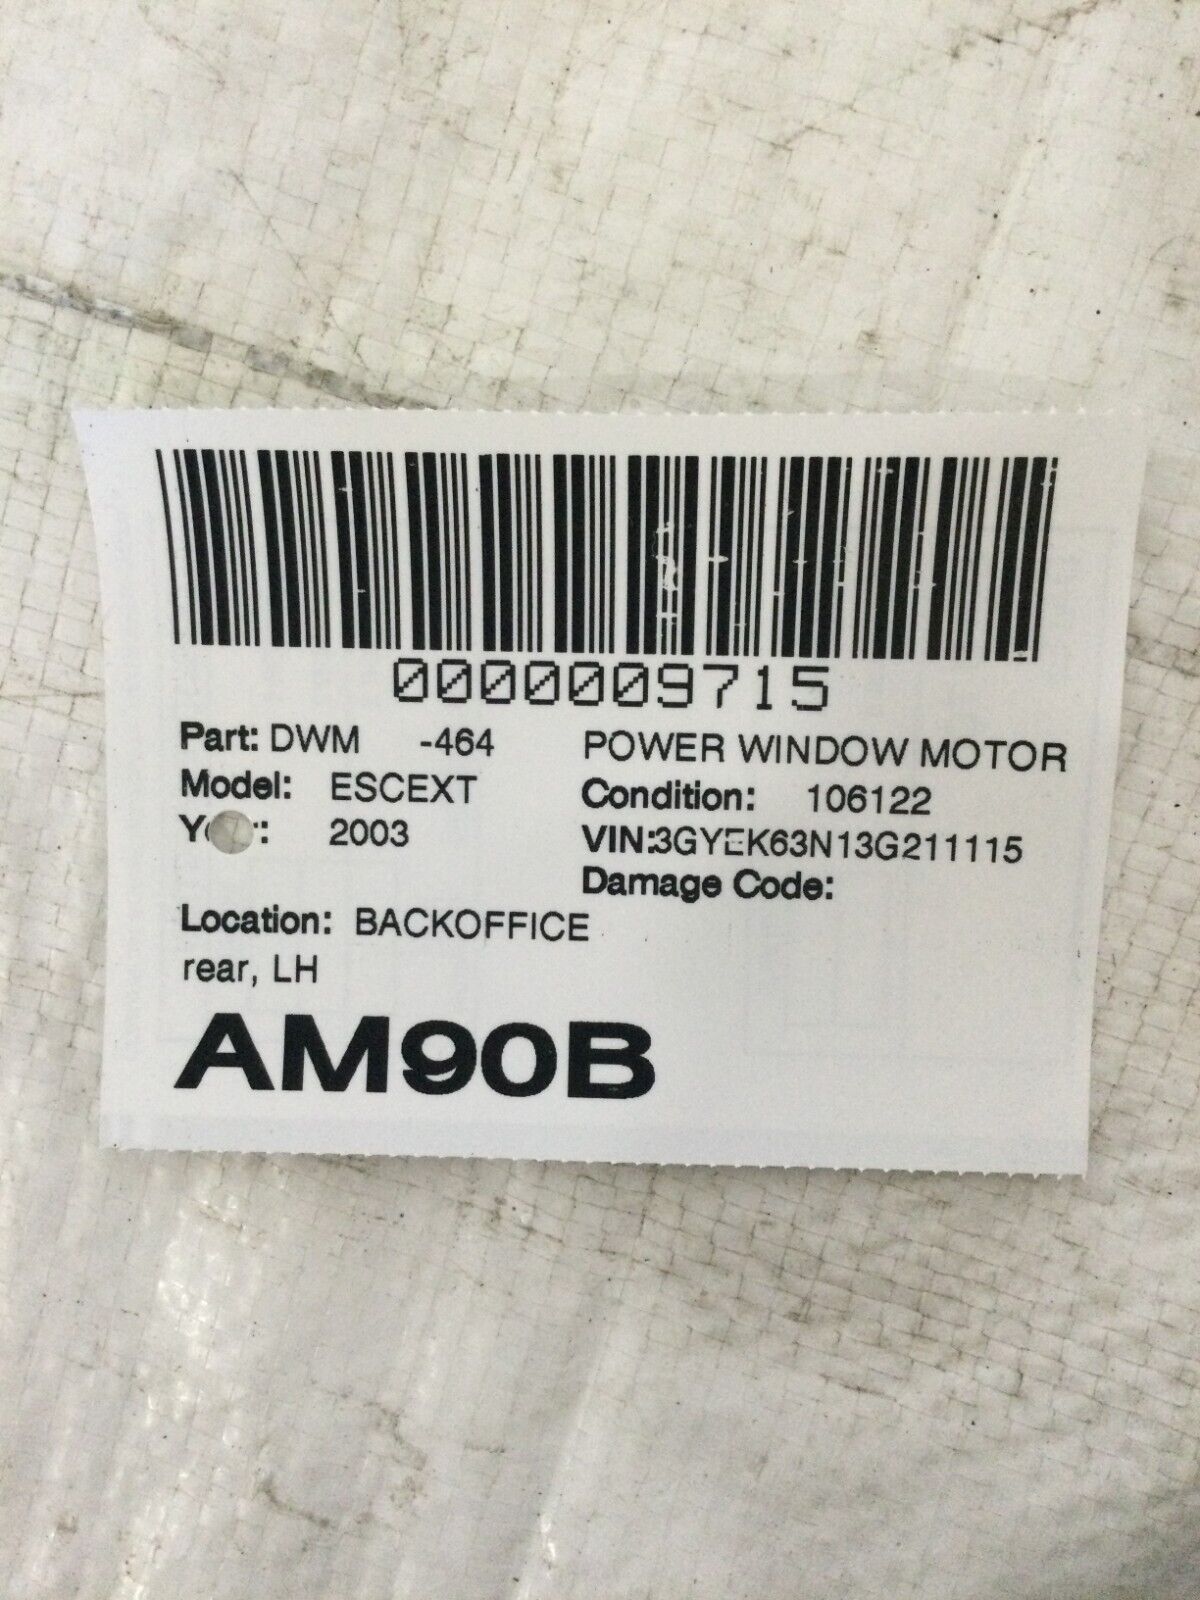 0000009715
Part: DWM -464 POWER WINDOW MOTOR
Model: ESCEXT Condition: 106122
2003 VIN:3GYEK63N13G211115
Damage Code:
Location: BACKOFFICE
rear, LH
AM90B